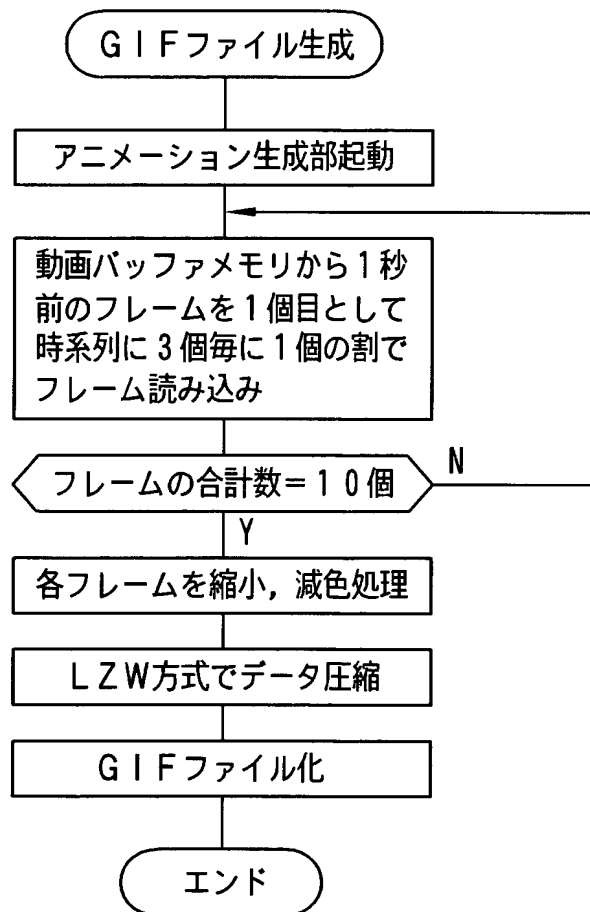 GIFファイル生成
アニメーション生成部起動
動画バッファメモリから1秒
前のフレームを1個目として
時系列に3個毎に1個の割で
フレーム読み込み
フレームの合計数=10個
N
Y
各フレームを縮小,減色処理
LZW方式でデータ圧縮
GIFファイル化
エンド